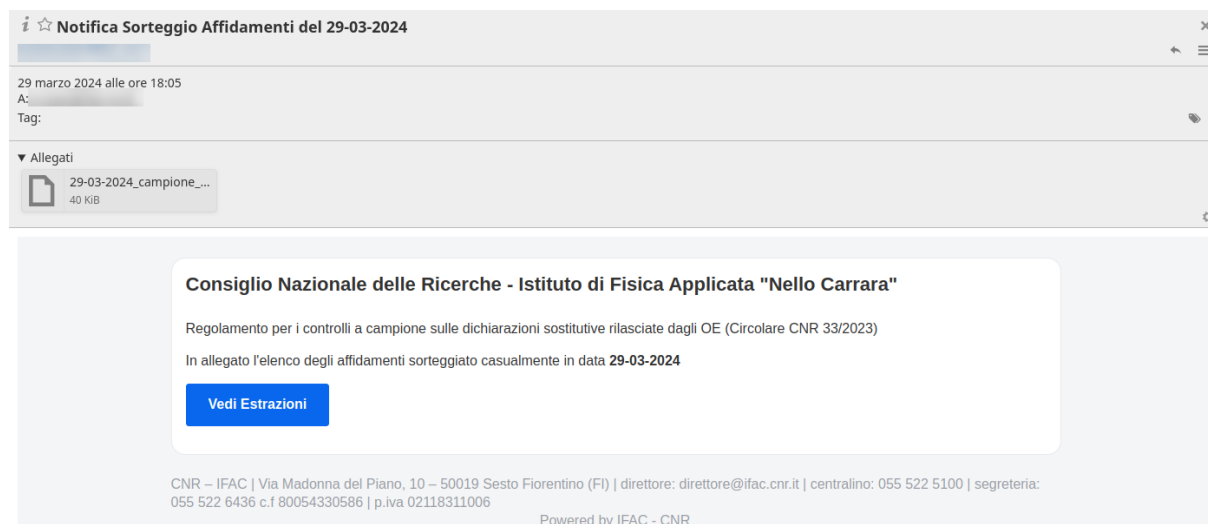 Notifica Sorteggio Affidamenti del 29-03-2024
29 marzo 2024 alle ore 18:05
A:
Tag:
Allegati
29-03-2024_campione_...
40 KiB
Consiglio Nazionale delle Ricerche - Istituto di Fisica Applicata "Nello Carrara"
Regolamento per i controlli a campione sulle dichiarazioni sostitutive rilasciate dagli OE (Circolare CNR 33/2023)
In allegato l'elenco degli affidamenti sorteggiato casualmente in data 29-03-2024
Vedi Estrazioni
CNR – IFAC | Via Madonna del Piano, 10 – 50019 Sesto Fiorentino (FI) | direttore: direttore@ifac.cnr.it | centralino: 055 522 5100 | segreteria:
055 522 6436 c.f 80054330586 | p.iva 02118311006
Powered by IFAC - CNR